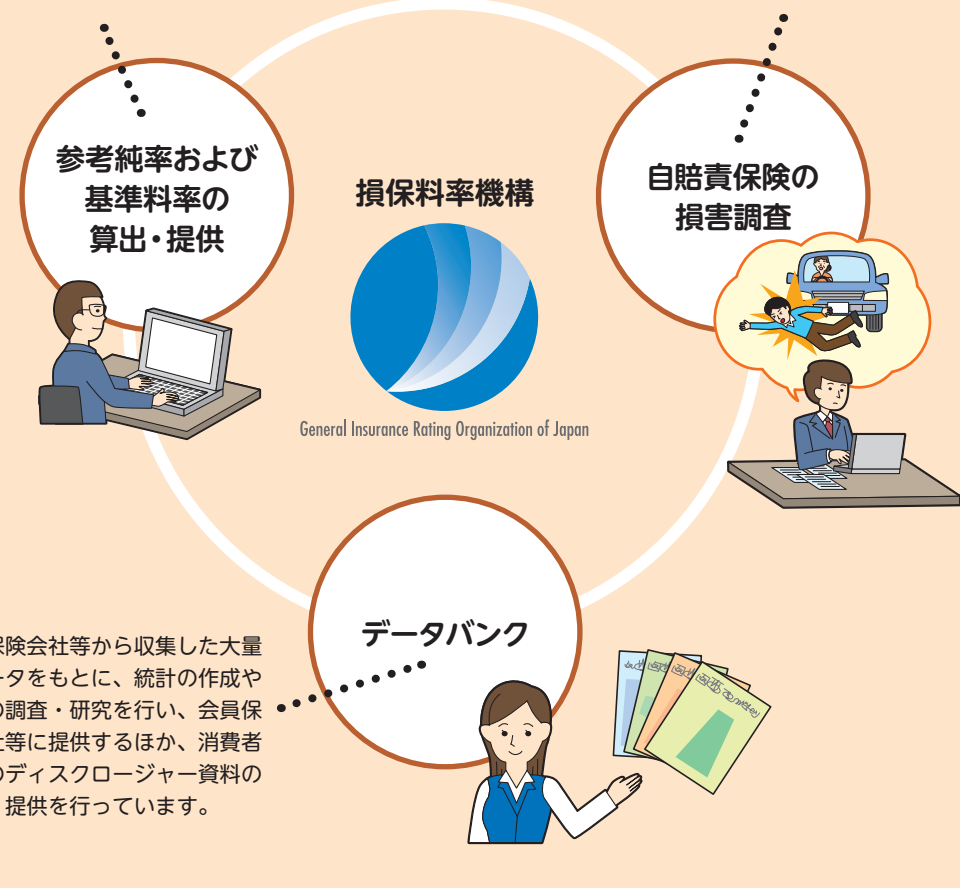 参考純率および
基準料率の
算出・提供
損保料率機構
General Insurance Rating Organization of Japan
自賠責保険の
損害調査
データバンク
保険会社等から収集した大量
ータをもとに、統計の作成や
の調査・研究を行い、会員保
社等に提供するほか、消費者
のディスクロージャー資料の
提供を行っています。